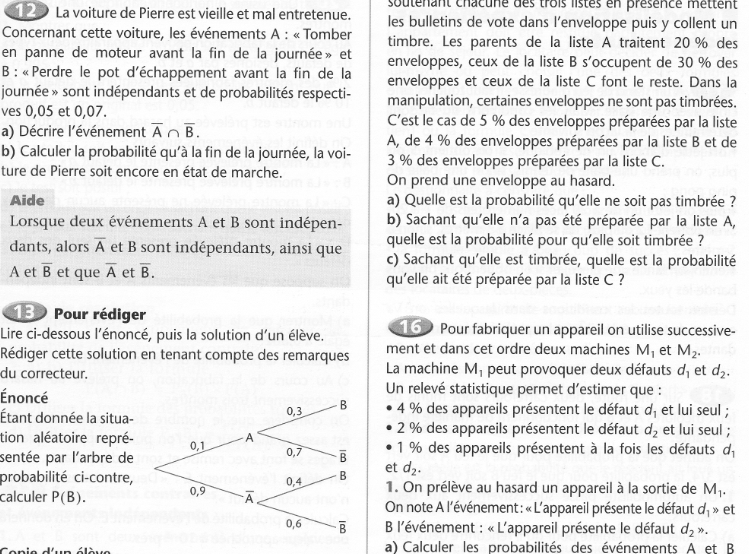 12 La voiture de Pierre est vieille et mal entretenue.
Concernant cette voiture, les événements A : « Tomber
en panne de moteur avant la fin de la journée » et
B : « Perdre le pot d'échappement avant la fin de la
journée » sont indépendants et de probabilités respecti-
ves 0,05 et 0,07.
a) Décrire l'événement A̅ ∩ B̅.
b) Calculer la probabilité qu'à la fin de la journée, la voi-
ture de Pierre soit encore en état de marche.
Aide
Lorsque deux événements A et B sont indépen-
dants, alors A̅ et B sont indépendants, ainsi que
A et B̅ et que A̅ et B̅.
13 Pour rédiger
Lire ci-dessous l'énoncé, puis la solution d'un élève.
Rédiger cette solution en tenant compte des remarques
du correcteur.
Énoncé
Étant donnée la situa-
tion aléatoire repré-
sentée par l'arbre de
probabilité ci-contre,
calculer P(B).
0,1
A
0,3
B
0,7
B̅
0,9
A̅
0,4
B
0,6
B̅
Copie d'un élève
soutenant chacune des trois listes en présence mettent
les bulletins de vote dans l'enveloppe puis y collent un
timbre. Les parents de la liste A traitent 20 % des
enveloppes, ceux de la liste B s'occupent de 30 % des
enveloppes et ceux de la liste C font le reste. Dans la
manipulation, certaines enveloppes ne sont pas timbrées.
C'est le cas de 5 % des enveloppes préparées par la liste
A, de 4 % des enveloppes préparées par la liste B et de
3 % des enveloppes préparées par la liste C.
On prend une enveloppe au hasard.
a) Quelle est la probabilité qu'elle ne soit pas timbrée ?
b) Sachant qu'elle n'a pas été préparée par la liste A,
quelle est la probabilité pour qu'elle soit timbrée ?
c) Sachant qu'elle est timbrée, quelle est la probabilité
qu'elle ait été préparée par la liste C ?
16 Pour fabriquer un appareil on utilise successive-
ment et dans cet ordre deux machines M₁ et M₂.
La machine M₁ peut provoquer deux défauts d₁ et d₂.
Un relevé statistique permet d'estimer que :
• 4 % des appareils présentent le défaut d₁ et lui seul ;
• 2 % des appareils présentent le défaut d₂ et lui seul ;
• 1 % des appareils présentent à la fois les défauts d₁
et d₂.
1. On prélève au hasard un appareil à la sortie de M₁.
On note A l'événement : « L'appareil présente le défaut d₁ » et
B l'événement : « L'appareil présente le défaut d₂ ».
a) Calculer les probabilités des événements A et B